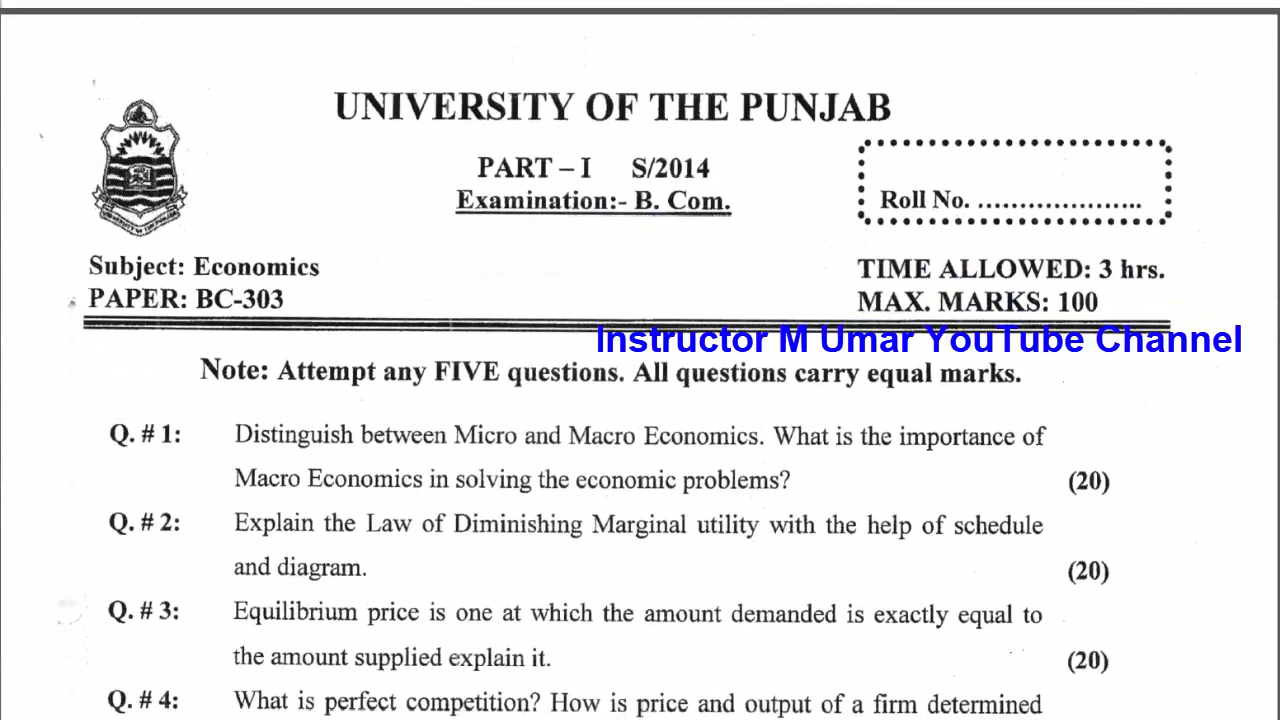 UNIVERSITY OF THE PUNJAB
PART – I S/2014
Examination:- B. Com.
Roll No. ....................
Subject: Economics
PAPER: BC-303
TIME ALLOWED: 3 hrs.
MAX. MARKS: 100
Instructor M Umar YouTube Channel
Note: Attempt any FIVE questions. All questions carry equal marks.
Q. # 1: Distinguish between Micro and Macro Economics. What is the importance of
Macro Economics in solving the economic problems? (20)
Q. # 2: Explain the Law of Diminishing Marginal utility with the help of schedule
and diagram. (20)
Q. # 3: Equilibrium price is one at which the amount demanded is exactly equal to
the amount supplied explain it. (20)
Q. # 4: What is perfect competition? How is price and output of a firm determined